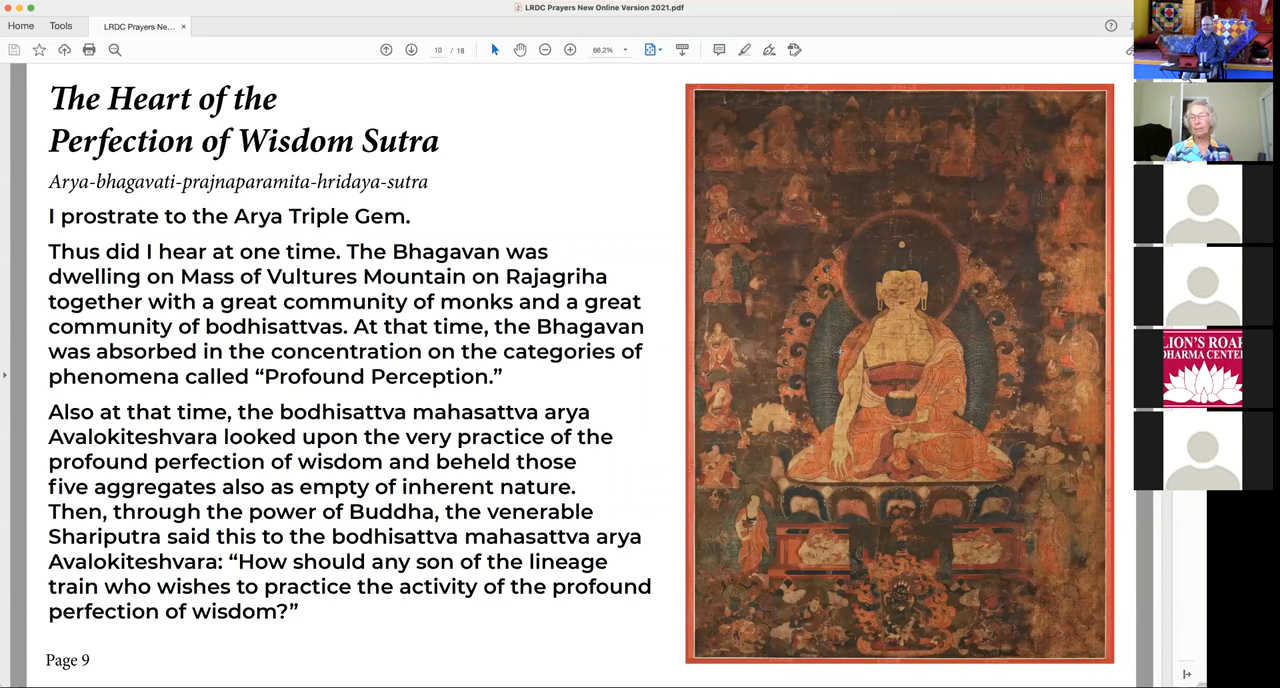 LRDC Prayers New Online Version 2021.pdf
Home
Tools
LRDC Prayers Ne...
×
10 / 18
66.2%
The Heart of the
Perfection of Wisdom Sutra
Arya-bhagavati-prajnaparamita-hridaya-sutra
I prostrate to the Arya Triple Gem.
Thus did I hear at one time. The Bhagavan was
dwelling on Mass of Vultures Mountain on Rajagriha
together with a great community of monks and a great
community of bodhisattvas. At that time, the Bhagavan
was absorbed in the concentration on the categories of
phenomena called “Profound Perception.”
Also at that time, the bodhisattva mahasattva arya
Avalokiteshvara looked upon the very practice of the
profound perfection of wisdom and beheld those
five aggregates also as empty of inherent nature.
Then, through the power of Buddha, the venerable
Shariputra said this to the bodhisattva mahasattva arya
Avalokiteshvara: “How should any son of the lineage
train who wishes to practice the activity of the profound
perfection of wisdom?”
Page 9
LION'S ROAR
DHARMA CENTER